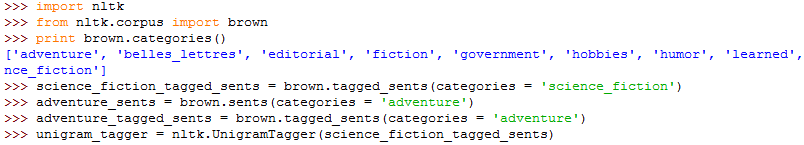 >>> import nltk
>>> from nltk.corpus import brown
>>> print brown.categories()
['adventure', 'belles_lettres', 'editorial', 'fiction', 'government', 'hobbies', 'humor', 'learned',
nce_fiction']
>>> science_fiction_tagged_sents = brown.tagged_sents(categories = 'science_fiction')
>>> adventure_sents = brown.sents(categories = 'adventure')
>>> adventure_tagged_sents = brown.tagged_sents(categories = 'adventure')
>>> unigram_tagger = nltk.UnigramTagger(science_fiction_tagged_sents)